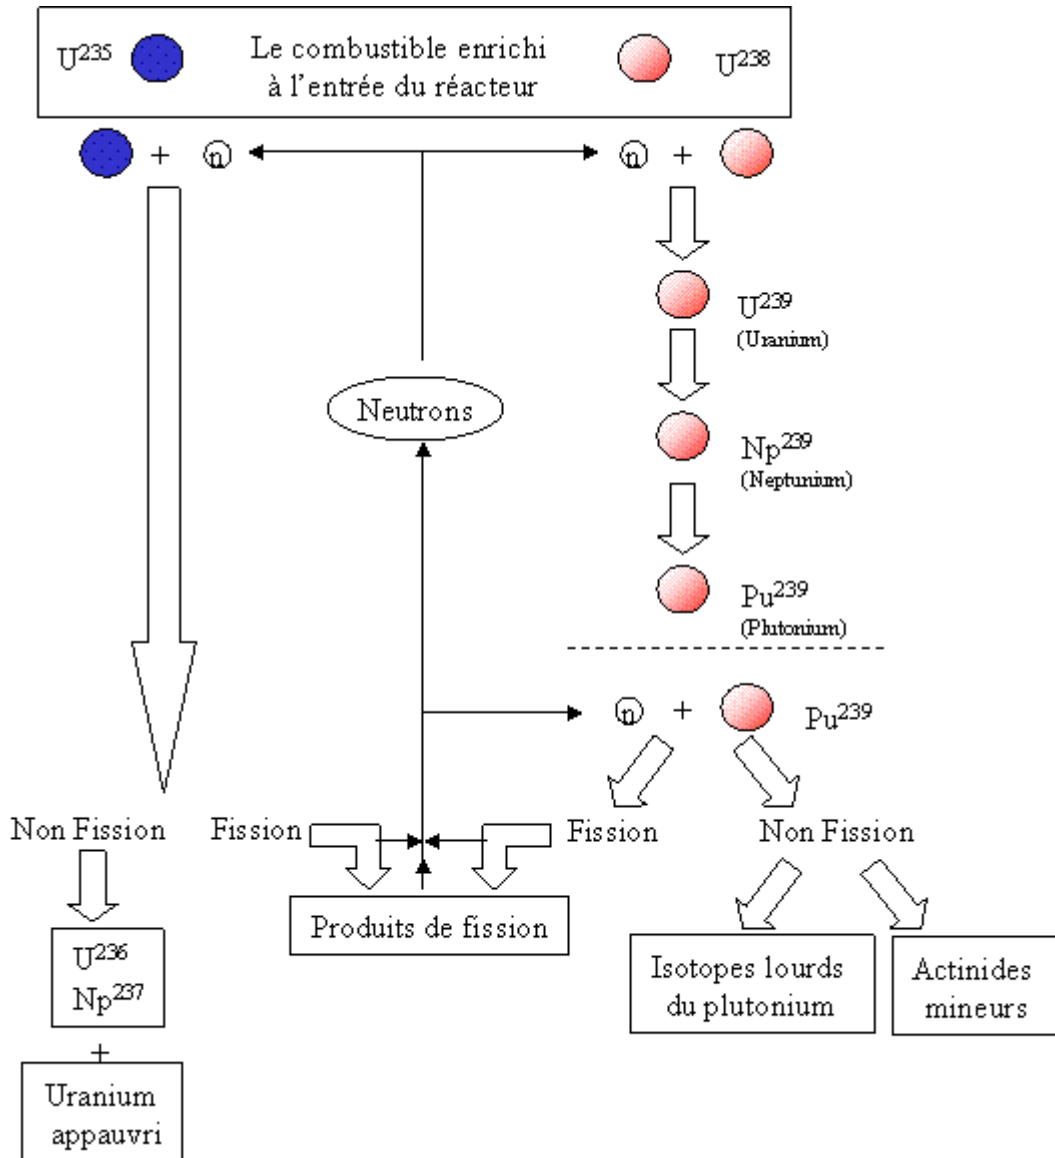 U²³⁵ Le combustible enrichi U²³⁸
à l'entrée du réacteur
+ n n +
U²³⁹
(Uranium)
Neutrons
Np²³⁹
(Neptunium)
Pu²³⁹
(Plutonium)
n + Pu²³⁹
Non Fission Fission Fission Non Fission
Produits de fission
U²³⁶
Np²³⁷
Isotopes lourds
du plutonium
Actinides
mineurs
+
Uranium
appauvri